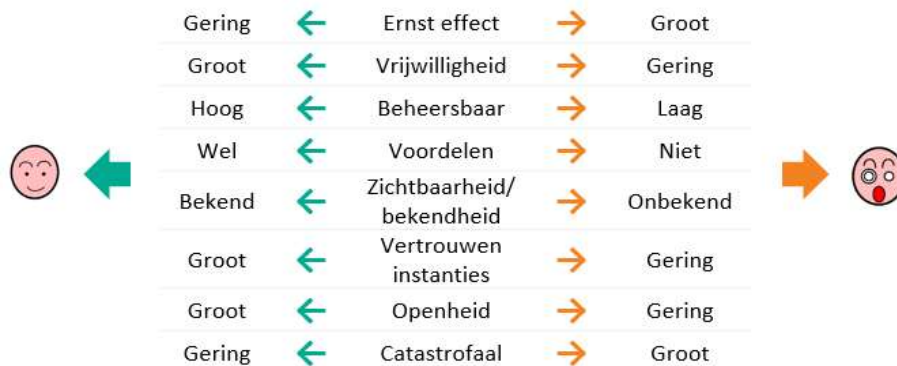 Gering Ernst effect Groot
Groot Vrijwilligheid Gering
Hoog Beheersbaar Laag
Wel Voordelen Niet
Bekend Zichtbaarheid/ Onbekend
bekendheid
Groot Vertrouwen Gering
instanties
Groot Openheid Gering
Gering Catastrofaal Groot